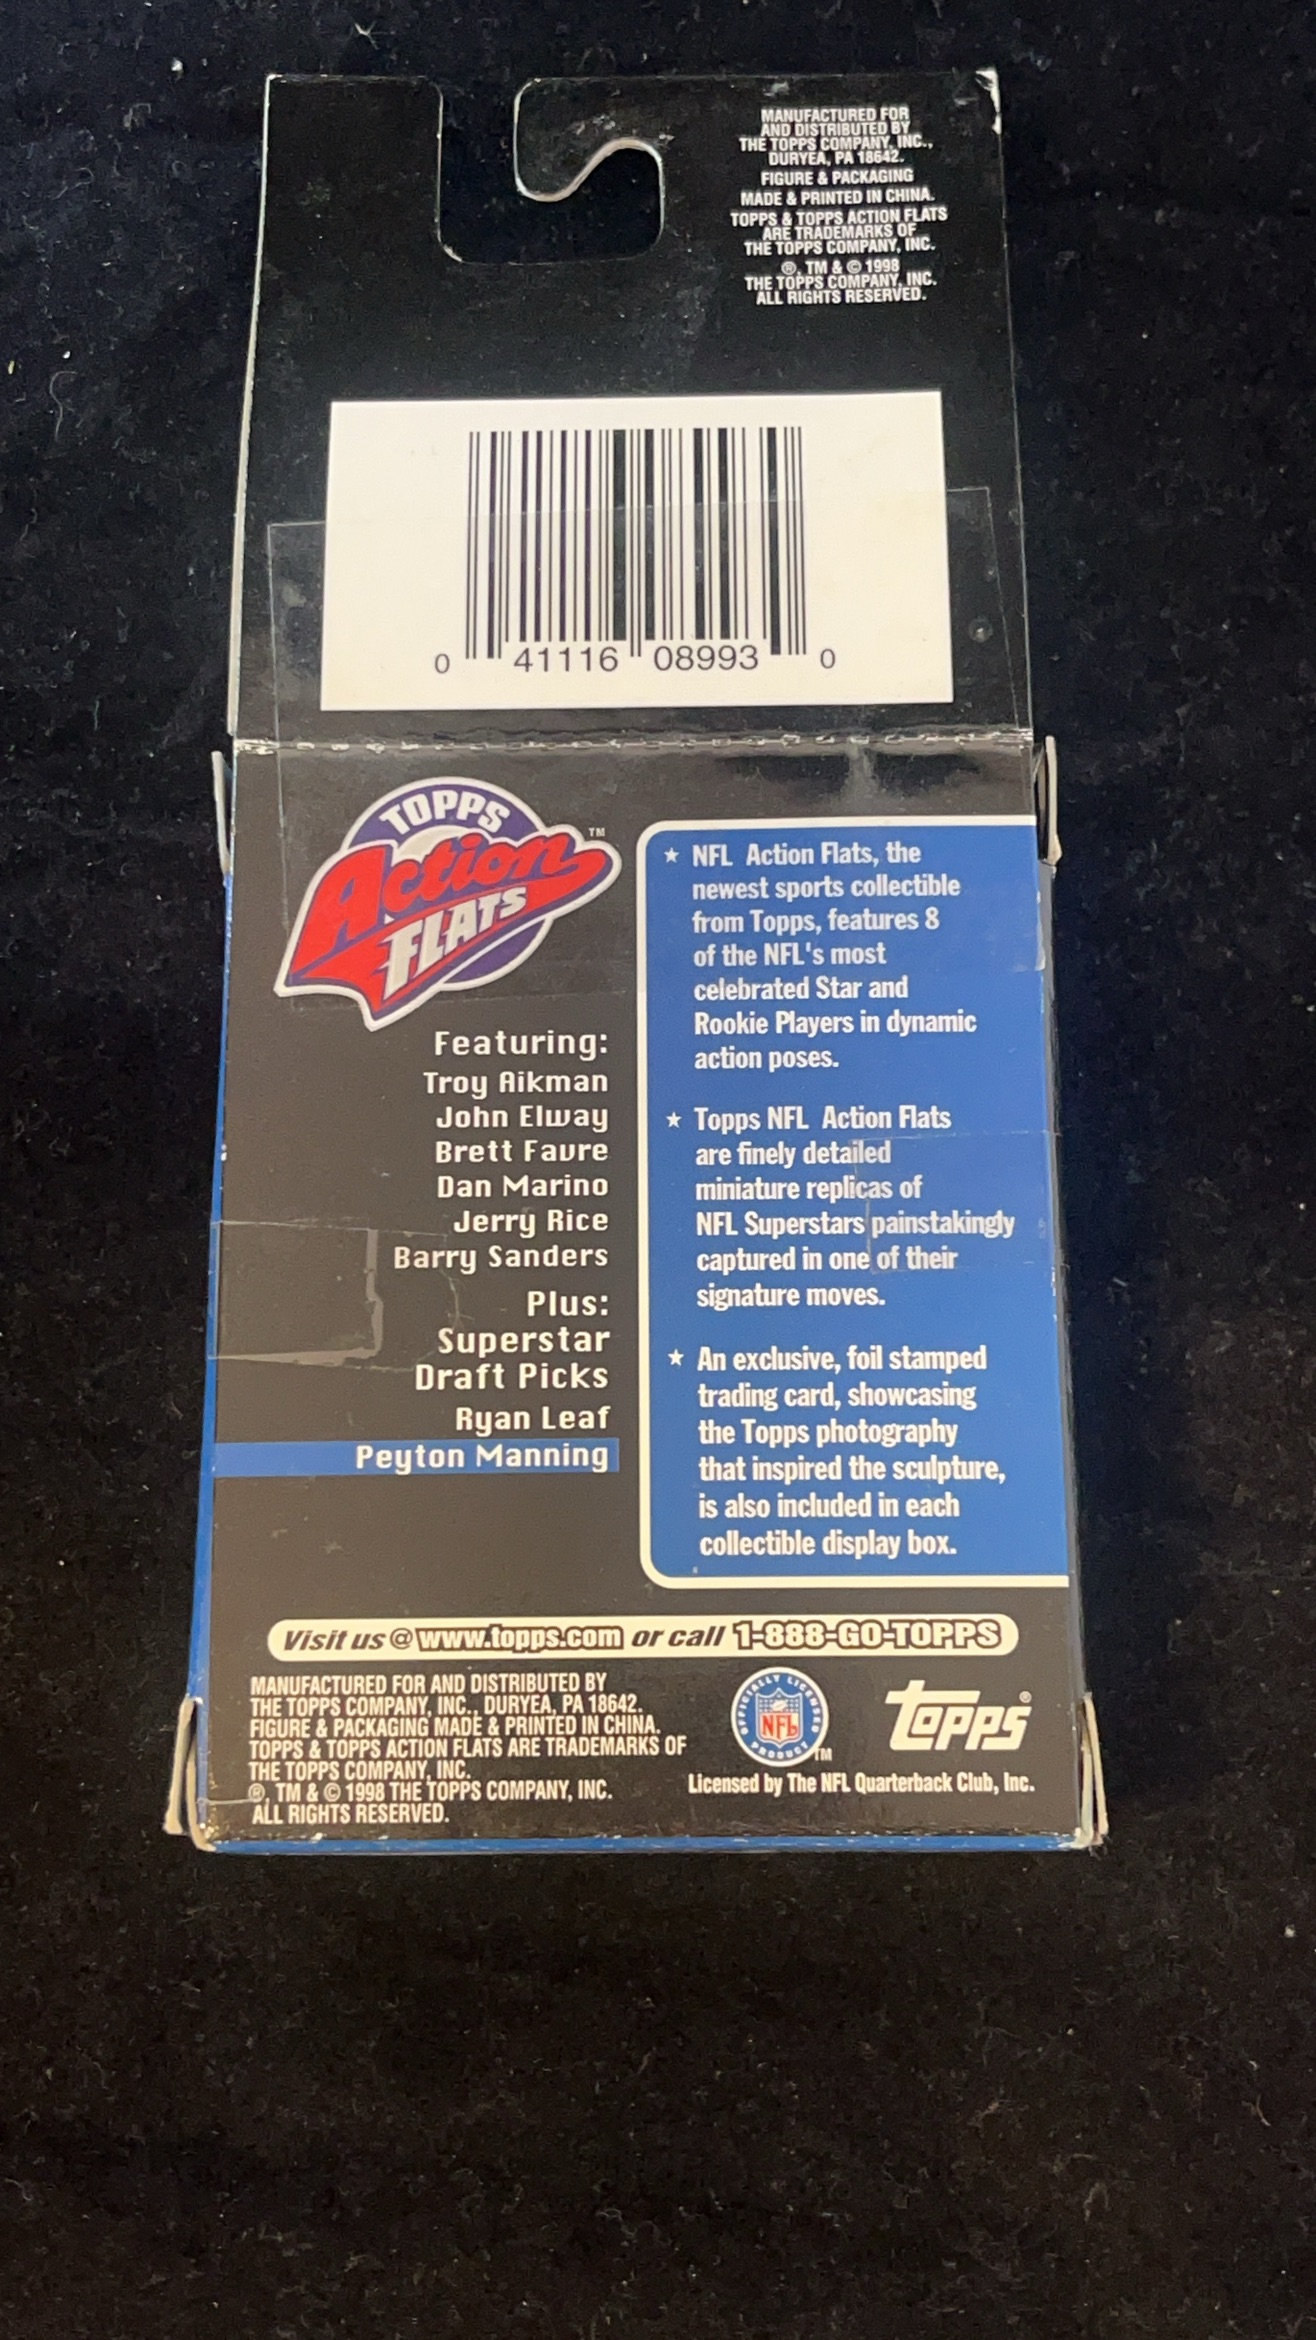 MANUFACTURED FOR
AND DISTRIBUTED BY
THE TOPPS COMPANY, INC.,
DURYEA, PA 18642.
FIGURE & PACKAGING
MADE & PRINTED IN CHINA.
TOPPS & TOPPS ACTION FLATS
ARE TRADEMARKS OF
THE TOPPS COMPANY, INC.
®, TM & © 1998
THE TOPPS COMPANY, INC.
ALL RIGHTS RESERVED.
0 41116 08993 0
TOPPS
Action™
FLATS
Featuring:
Troy Aikman
John Elway
Brett Favre
Dan Marino
Jerry Rice
Barry Sanders
Plus:
Superstar
Draft Picks
Ryan Leaf
Peyton Manning
★ NFL Action Flats, the
newest sports collectible
from Topps, features 8
of the NFL's most
celebrated Star and
Rookie Players in dynamic
action poses.
★ Topps NFL Action Flats
are finely detailed
miniature replicas of
NFL Superstars painstakingly
captured in one of their
signature moves.
★ An exclusive, foil stamped
trading card, showcasing
the Topps photography
that inspired the sculpture,
is also included in each
collectible display box.
Visit us @ www.topps.com or call 1-888-GO-TOPPS
MANUFACTURED FOR AND DISTRIBUTED BY
THE TOPPS COMPANY, INC., DURYEA, PA 18642.
FIGURE & PACKAGING MADE & PRINTED IN CHINA.
TOPPS & TOPPS ACTION FLATS ARE TRADEMARKS OF
THE TOPPS COMPANY, INC.
®, TM & © 1998 THE TOPPS COMPANY, INC.
ALL RIGHTS RESERVED.
OFFICIALLY LICENSED
NFL
PRODUCT
TM
Topps®
Licensed by The NFL Quarterback Club, Inc.